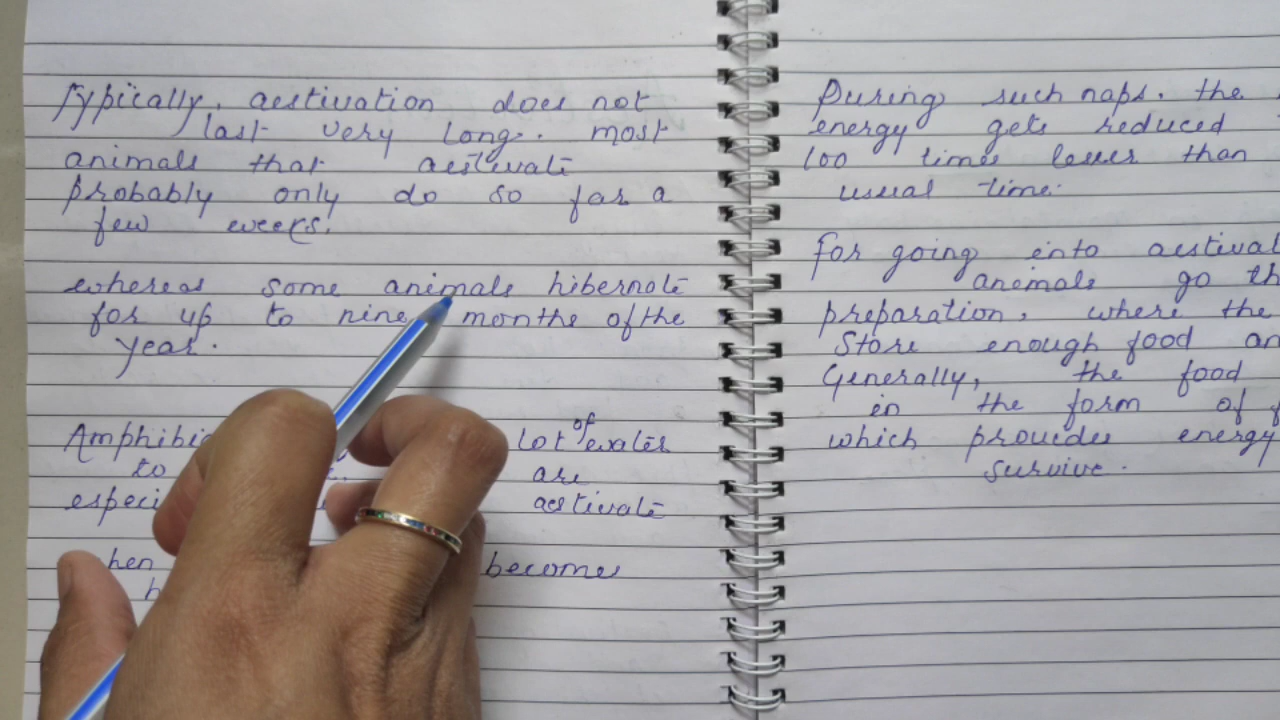 Typically, aestivation does not
last very long. most
animals that aestivate
probably only do so for a
few weeks.
whereas some animals hibernate
for up to nine months of the
year.
Amphibi lot of water
to are
especi aestivate
hen become
h
During such naps. the
energy gets reduced
100 times lesser than
usual time.
For going into aestivat
animals go th
preparation, where the
Store enough food an
Generally, the food
in the form of f
which provides energy
survive.